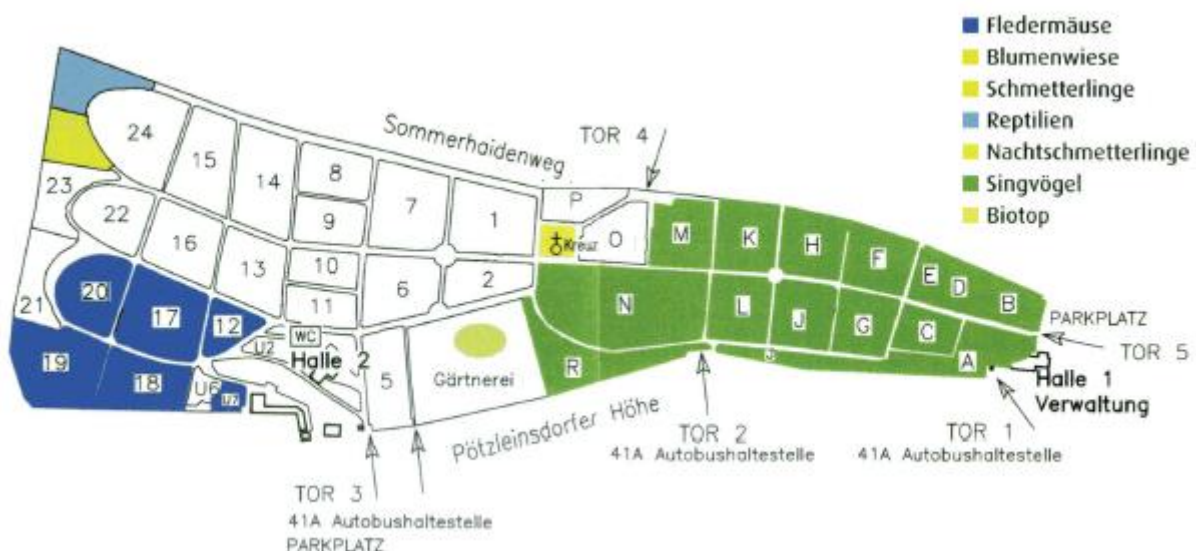 Fledermäuse
Blumenwiese
Schmetterlinge
Reptilien
Nachtschmetterlinge
Singvögel
Biotop
Sommerhaidenweg
TOR 4
24
15
14
8
7
1
P
23
22
16
9
Kreuz
O
M
K
H
F
E
D
B
13
10
6
2
21
20
17
12
11
N
L
J
G
C
A
PARKPLATZ
TOR 5
WC
U2
Halle 2
5
Gärtnerei
R
19
18
U6
U7
Halle 1
Verwaltung
Pötzleinsdorfer Höhe
TOR 2
41A Autobushaltestelle
TOR 1
41A Autobushaltestelle
TOR 3
41A Autobushaltestelle
PARKPLATZ